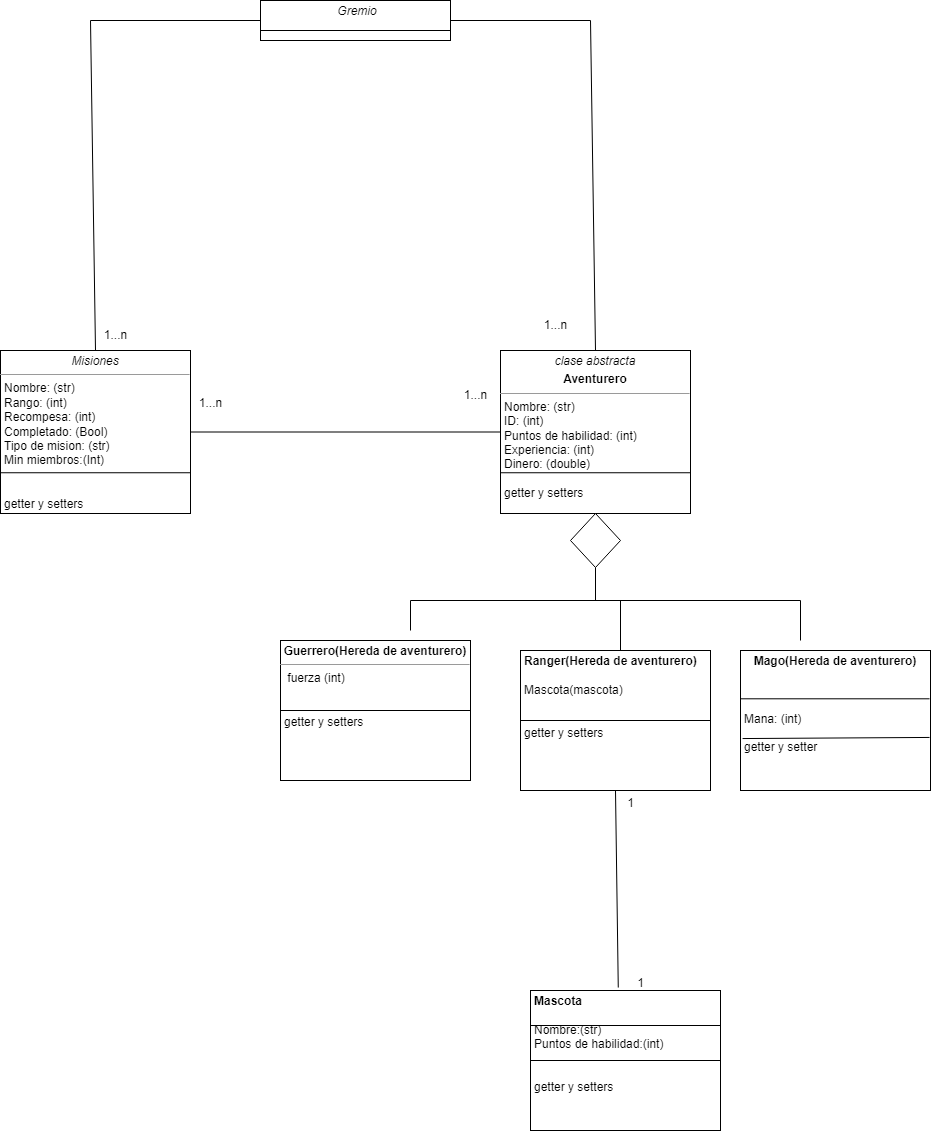 Gremio
1...n
1...n
Misiones
Nombre: (str)
Rango: (int)
Recompesa: (int)
Completado: (Bool)
Tipo de mision: (str)
Min miembros:(Int)
getter y setters
1...n
1...n
clase abstracta
Aventurero
Nombre: (str)
ID: (int)
Puntos de habilidad: (int)
Experiencia: (int)
Dinero: (double)
getter y setters
Guerrero(Hereda de aventurero)
fuerza (int)
getter y setters
Ranger(Hereda de aventurero)
Mascota(mascota)
getter y setters
Mago(Hereda de aventurero)
Mana: (int)
getter y setter
1
1
Mascota
Nombre:(str)
Puntos de habilidad:(int)
getter y setters